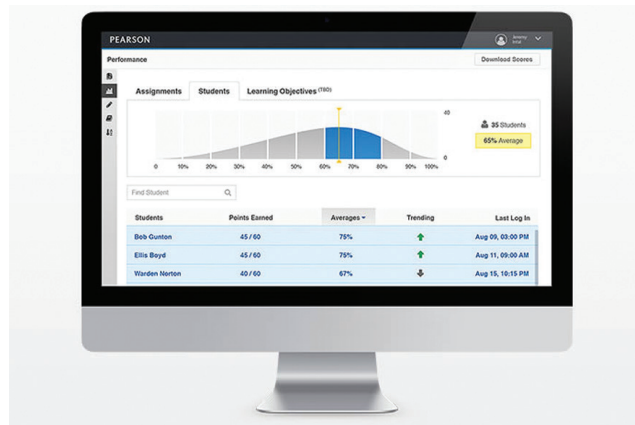 PEARSON
Jeremy
Performance
Download Scores
Assignments Students Learning Objectives (780)
40
35 Students
65% Average
0
0 10% 20% 30% 40% 50% 60% 70% 80% 90% 100%
Find Student
Students Points Earned Averages Trending Last Log In
Bob Gunton 45 / 60 75% Aug 09, 03:00 PM
Ellis Boyd 45 / 60 75% Aug 11, 09:00 AM
Warden Norton 40 / 60 67% Aug 15, 10:15 PM